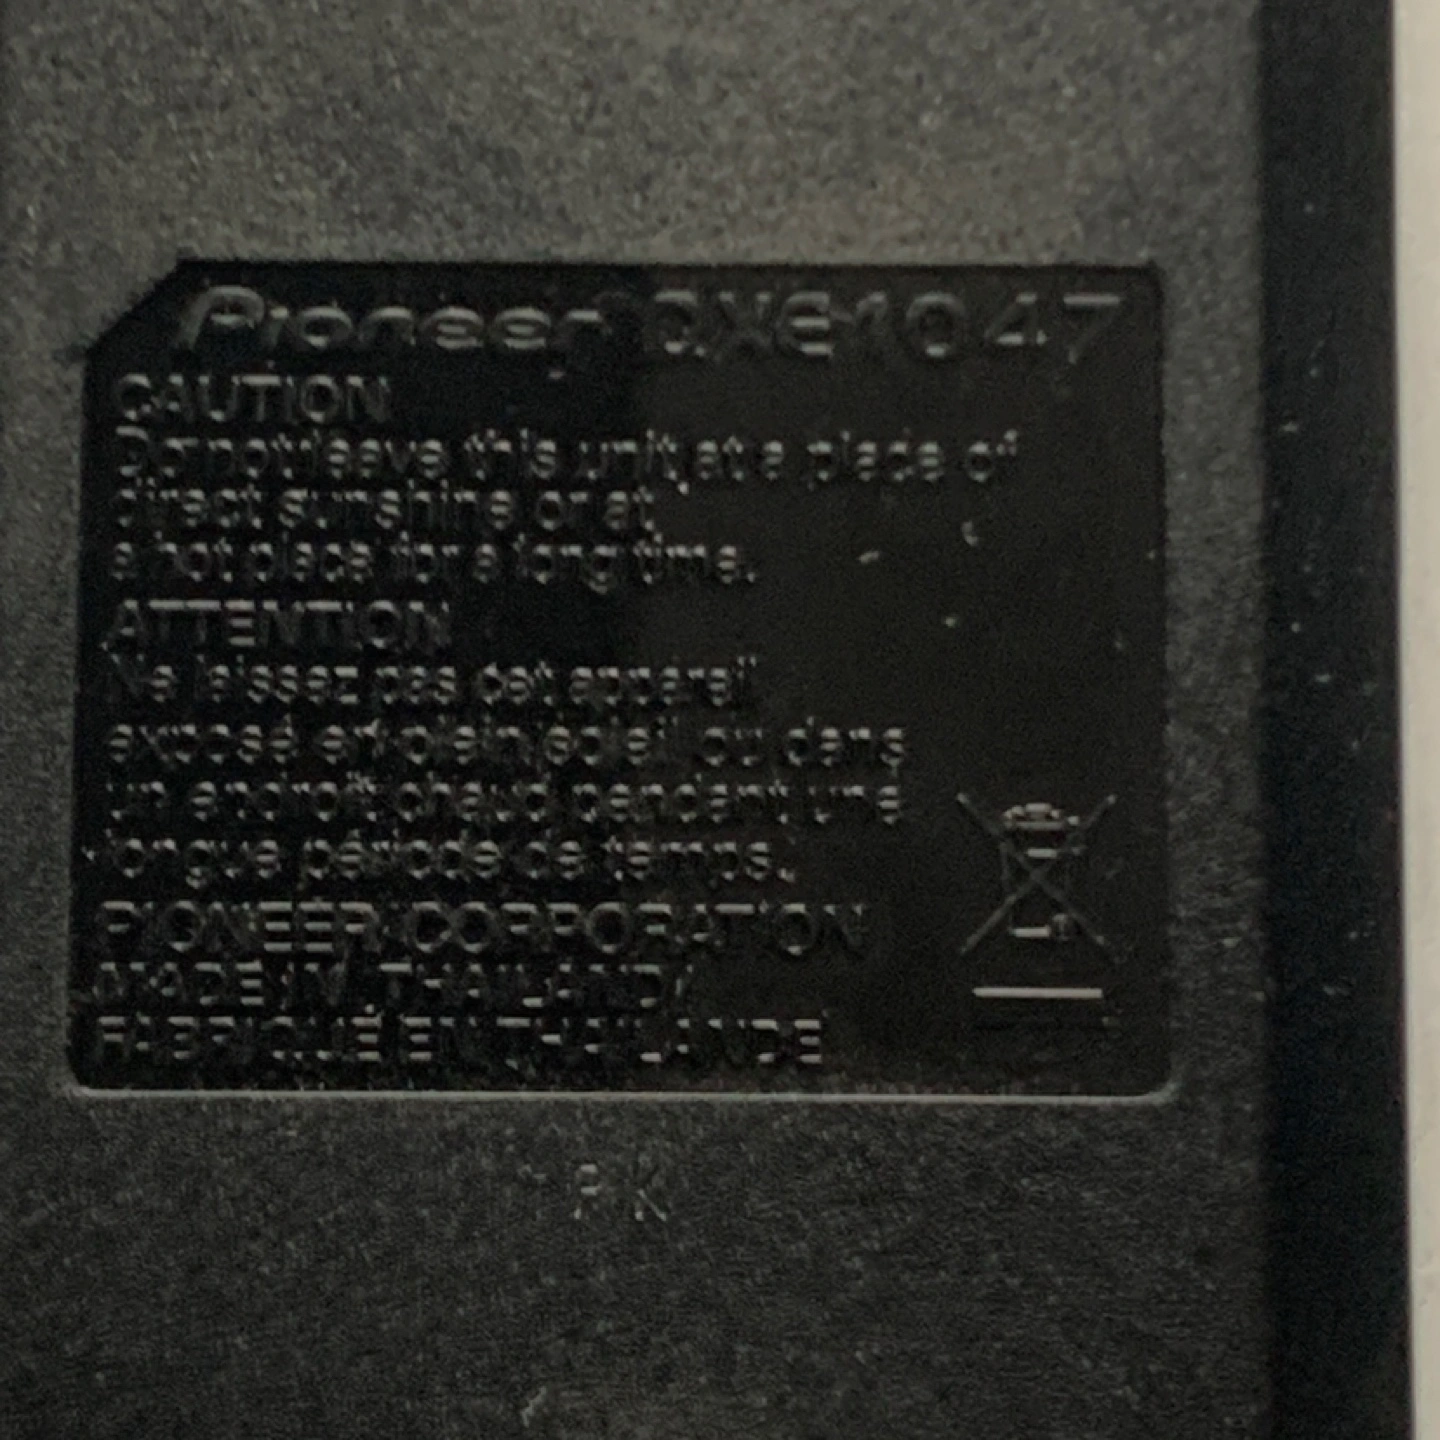 Pioneer QXE1047
CAUTION
Do not leave this unit at a place of
direct sunshine or at
a hot place for a long time.
ATTENTION
Ne laissez pas cet appareil
exposé en plein soleil ou dans
un endroit chaud pendant une
longue période de temps.
PIONEER CORPORATION
MADE IN THAILAND/
FABRIQUÉ EN THAILANDE
PK